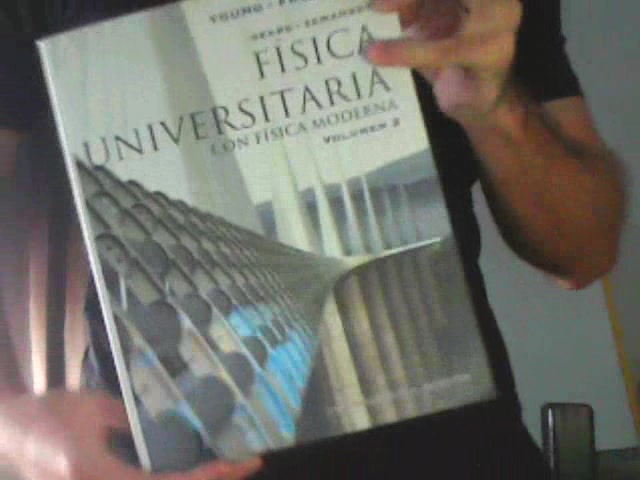 YOUNG · 
SEARS · ZEMANSKY
FÍSICA
UNIVERSITARIA
CON FÍSICA MODERNA
VOLUMEN 2